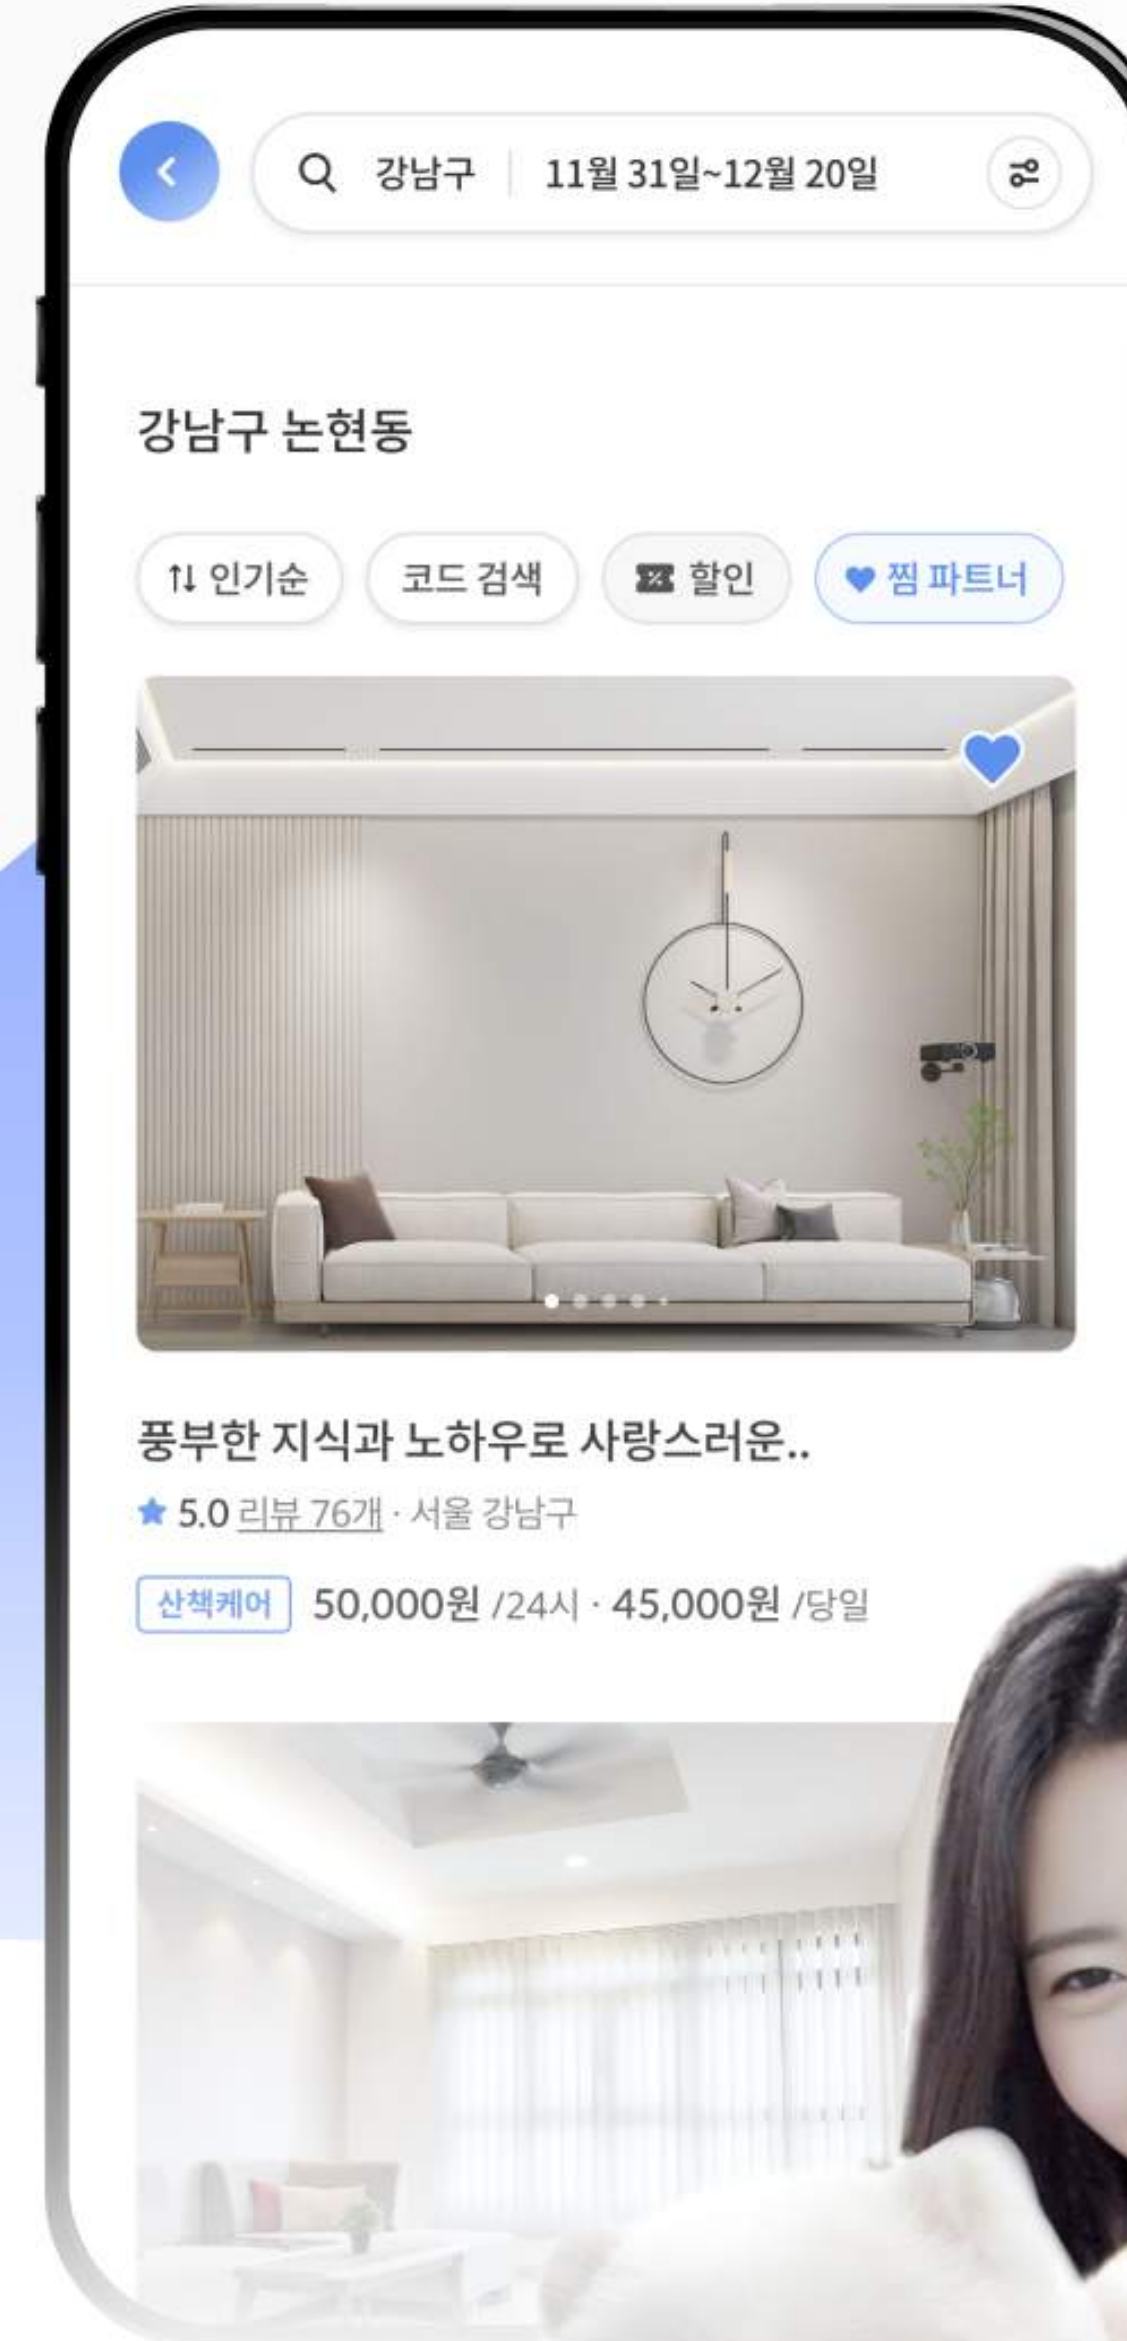 강남구 11월 31일~12월 20일
강남구 논현동
인기순 코드 검색 할인 찜 파트너
풍부한 지식과 노하우로 사랑스러운..
5.0 리뷰 76개 · 서울 강남구
산책케어 50,000원 /24시 · 45,000원 /당일